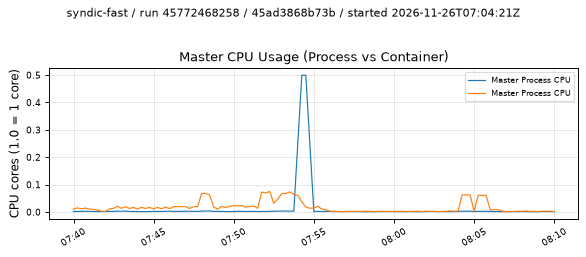 syndic-fast / run 45772468258 / 45ad3868b73b / started 2026-11-26T07:04:21Z
Master CPU Usage (Process vs Container)
CPU cores (1.0 = 1 core)
0.5
0.4
0.3
0.2
0.1
0.0
Master Process CPU
Master Process CPU
07:40
07:45
07:50
07:55
08:00
08:05
08:10